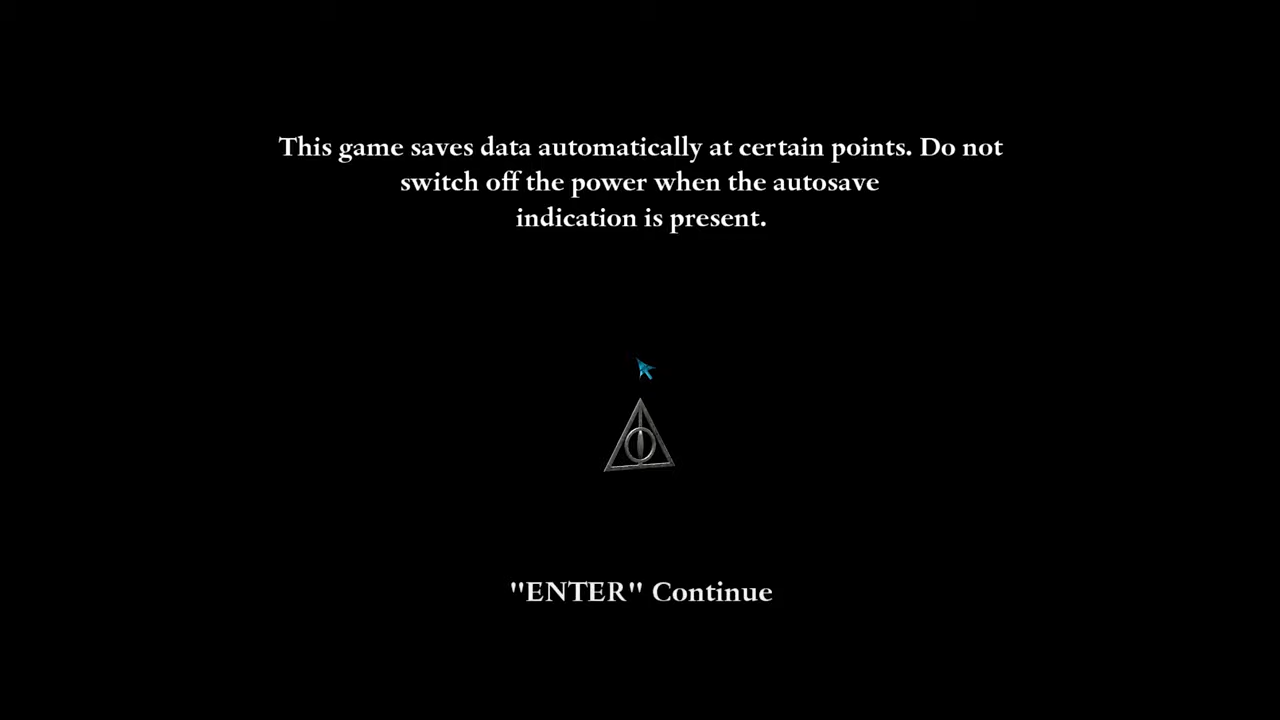 This game saves data automatically at certain points. Do not
switch off the power when the autosave
indication is present.
"ENTER" Continue